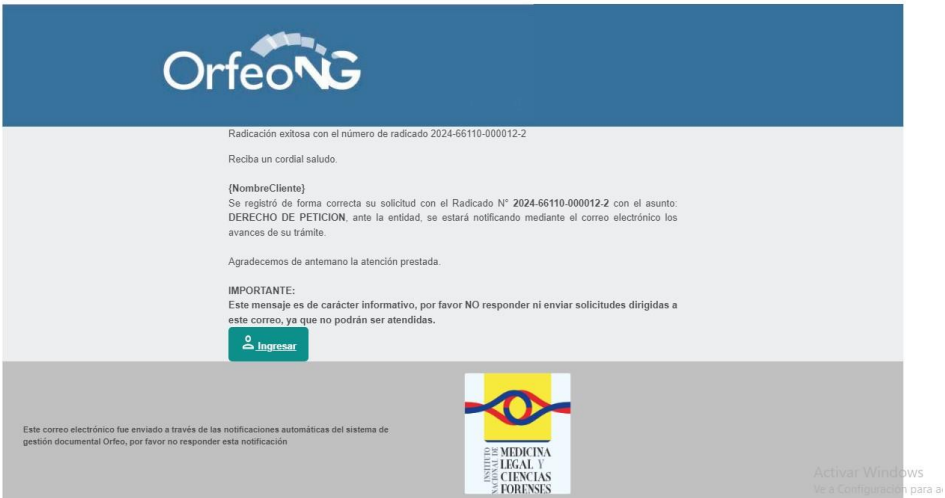 OrfeoNG
Radicación exitosa con el número de radicado 2024-66110-000012-2
Reciba un cordial saludo.
{NombreCliente}
Se registró de forma correcta su solicitud con el Radicado N° 2024-66110-000012-2 con el asunto:
DERECHO DE PETICION, ante la entidad, se estará notificando mediante el correo electrónico los
avances de su trámite.
Agradecemos de antemano la atención prestada.
IMPORTANTE:
Este mensaje es de carácter informativo, por favor NO responder ni enviar solicitudes dirigidas a
este correo, ya que no podrán ser atendidas.
Ingresar
Este correo electrónico fue enviado a través de las notificaciones automáticas del sistema de
gestión documental Orfeo, por favor no responder esta notificación
INSTITUTO
NACIONAL DE
MEDICINA
LEGAL Y
CIENCIAS
FORENSES
Activar Windows
Ve a Configuración para a